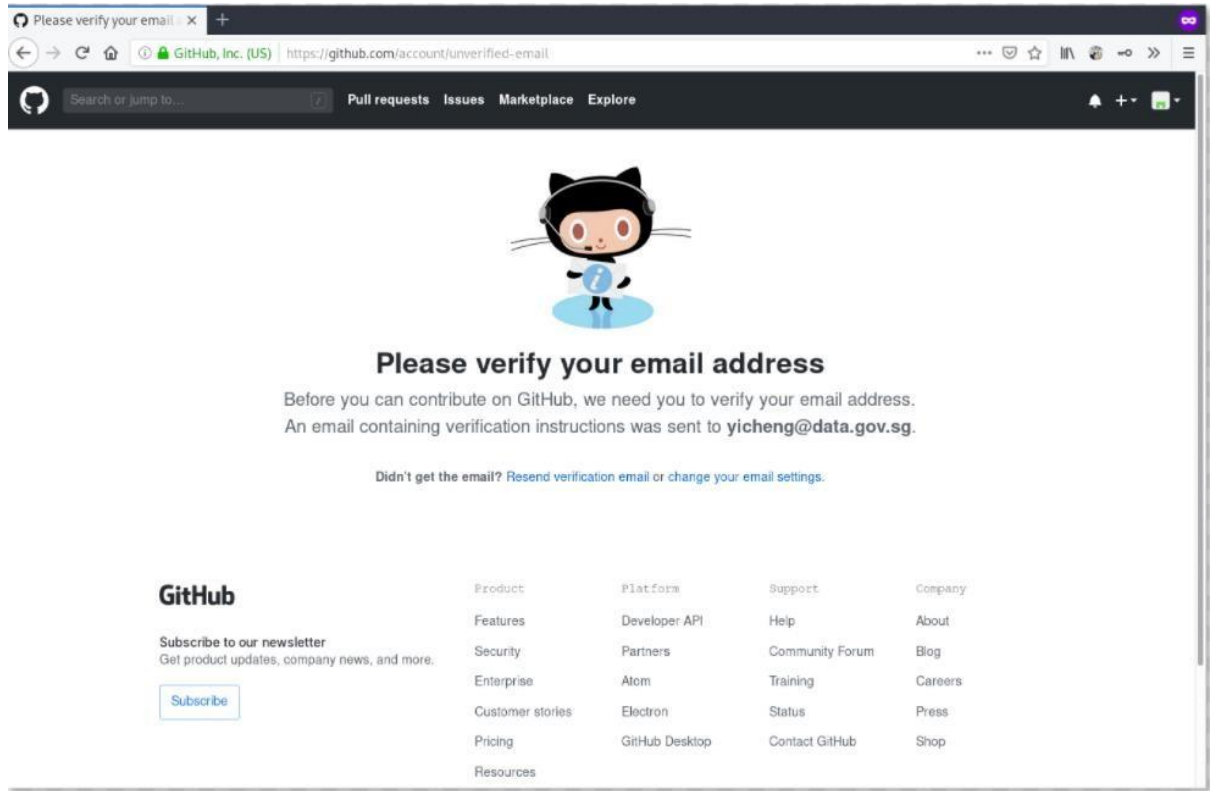 Please verify your email
GitHub, Inc. (US) https://github.com/account/unverified-email
Search or jump to... / Pull requests Issues Marketplace Explore
i
Please verify your email address
Before you can contribute on GitHub, we need you to verify your email address.
An email containing verification instructions was sent to yicheng@data.gov.sg.
Didn't get the email? Resend verification email or change your email settings.
GitHub
Subscribe to our newsletter
Get product updates, company news, and more.
Subscribe
Product
Features
Security
Enterprise
Customer stories
Pricing
Resources
Platform
Developer API
Partners
Atom
Electron
GitHub Desktop
Support
Help
Community Forum
Training
Status
Contact GitHub
Company
About
Blog
Careers
Press
Shop